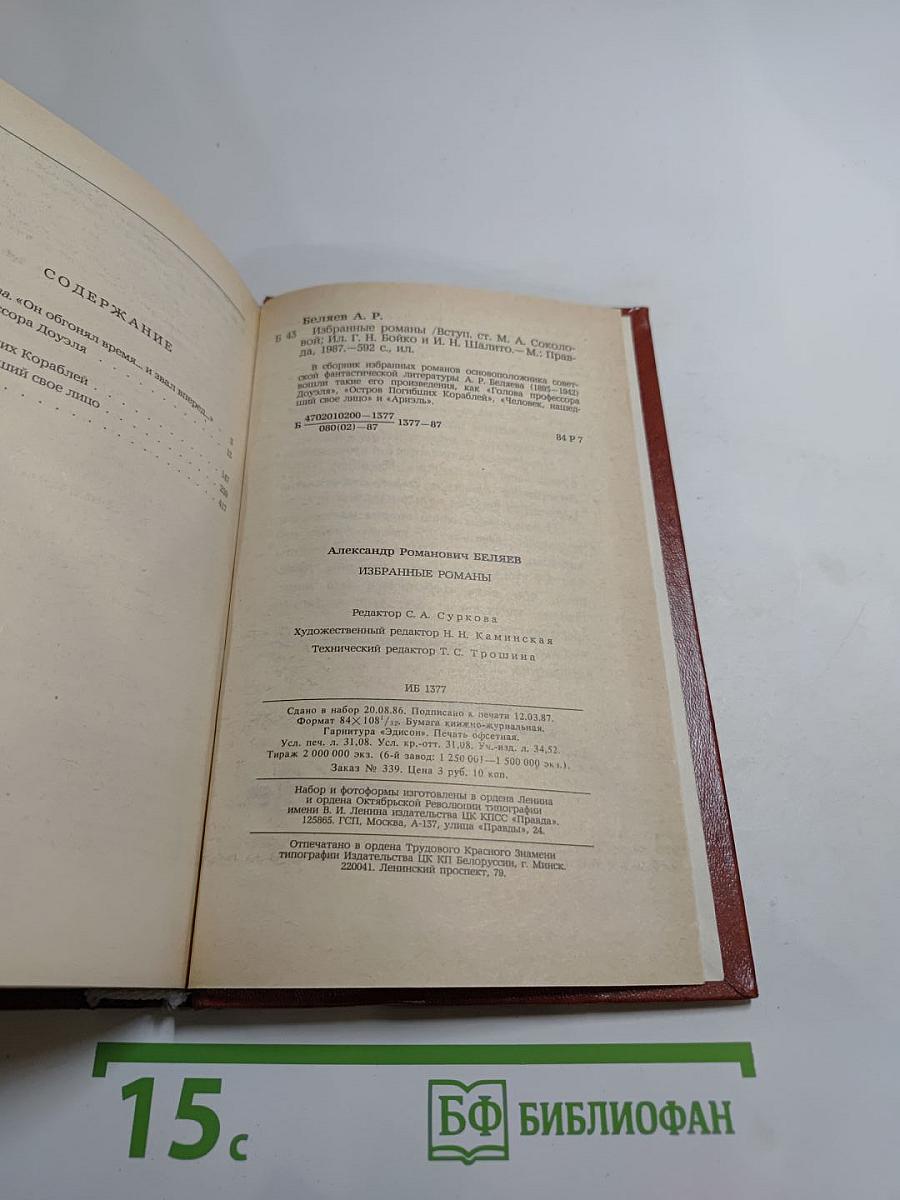 СОДЕРЖАНИЕ
«Он обгонял время... и звал вперед...»
ссора Доуэля
их Кораблей
ший свое лицо
5
147
417
Беляев А. Р.
Б 43 Избранные романы /Вступ. ст. М. А. Соколо-
вой; Ил. Г. Н. Бойко и И. Н. Шалито.— М.: Прав-
да, 1987.—592 с., ил.
В сборник избранных романов основоположника совет-
ской фантастической литературы А. Р. Беляева (1895—1942)
вошли такие его произведения, как «Голова профессора
Доуэля», «Остров Погибших Кораблей», «Человек, нашед-
ший свое лицо» и «Ариэль».
Б 4702010200—1377 1377—87
080(02)—87
84 Р 7
Александр Романович БЕЛЯЕВ
ИЗБРАННЫЕ РОМАНЫ
Редактор С. А. Суркова
Художественный редактор Н. Н. Каминская
Технический редактор Т. С. Трошина
ИБ 1377
Сдано в набор 20.08.86. Подписано к печати 12.03.87.
Формат 84×108¹/₃₂. Бумага книжно-журнальная.
Гарнитура «Эдисон». Печать офсетная.
Усл. печ. л. 31,08. Усл. кр.-отт. 31,08. Уч.-изд. л. 34,52.
Тираж 2 000 000 экз. (6-й завод: 1 250 001—1 500 000 экз.).
Заказ № 339. Цена 3 руб. 10 коп.
Набор и фотоформы изготовлены в ордена Ленина
и ордена Октябрьской Революции типографии
имени В. И. Ленина издательства ЦК КПСС «Правда».
125865. ГСП, Москва, А-137, улица «Правды», 24.
Отпечатано в ордена Трудового Красного Знамени
типографии Издательства ЦК КП Белоруссии, г. Минск.
220041. Ленинский проспект, 79.
15 с
БФ БИБЛИОФАН